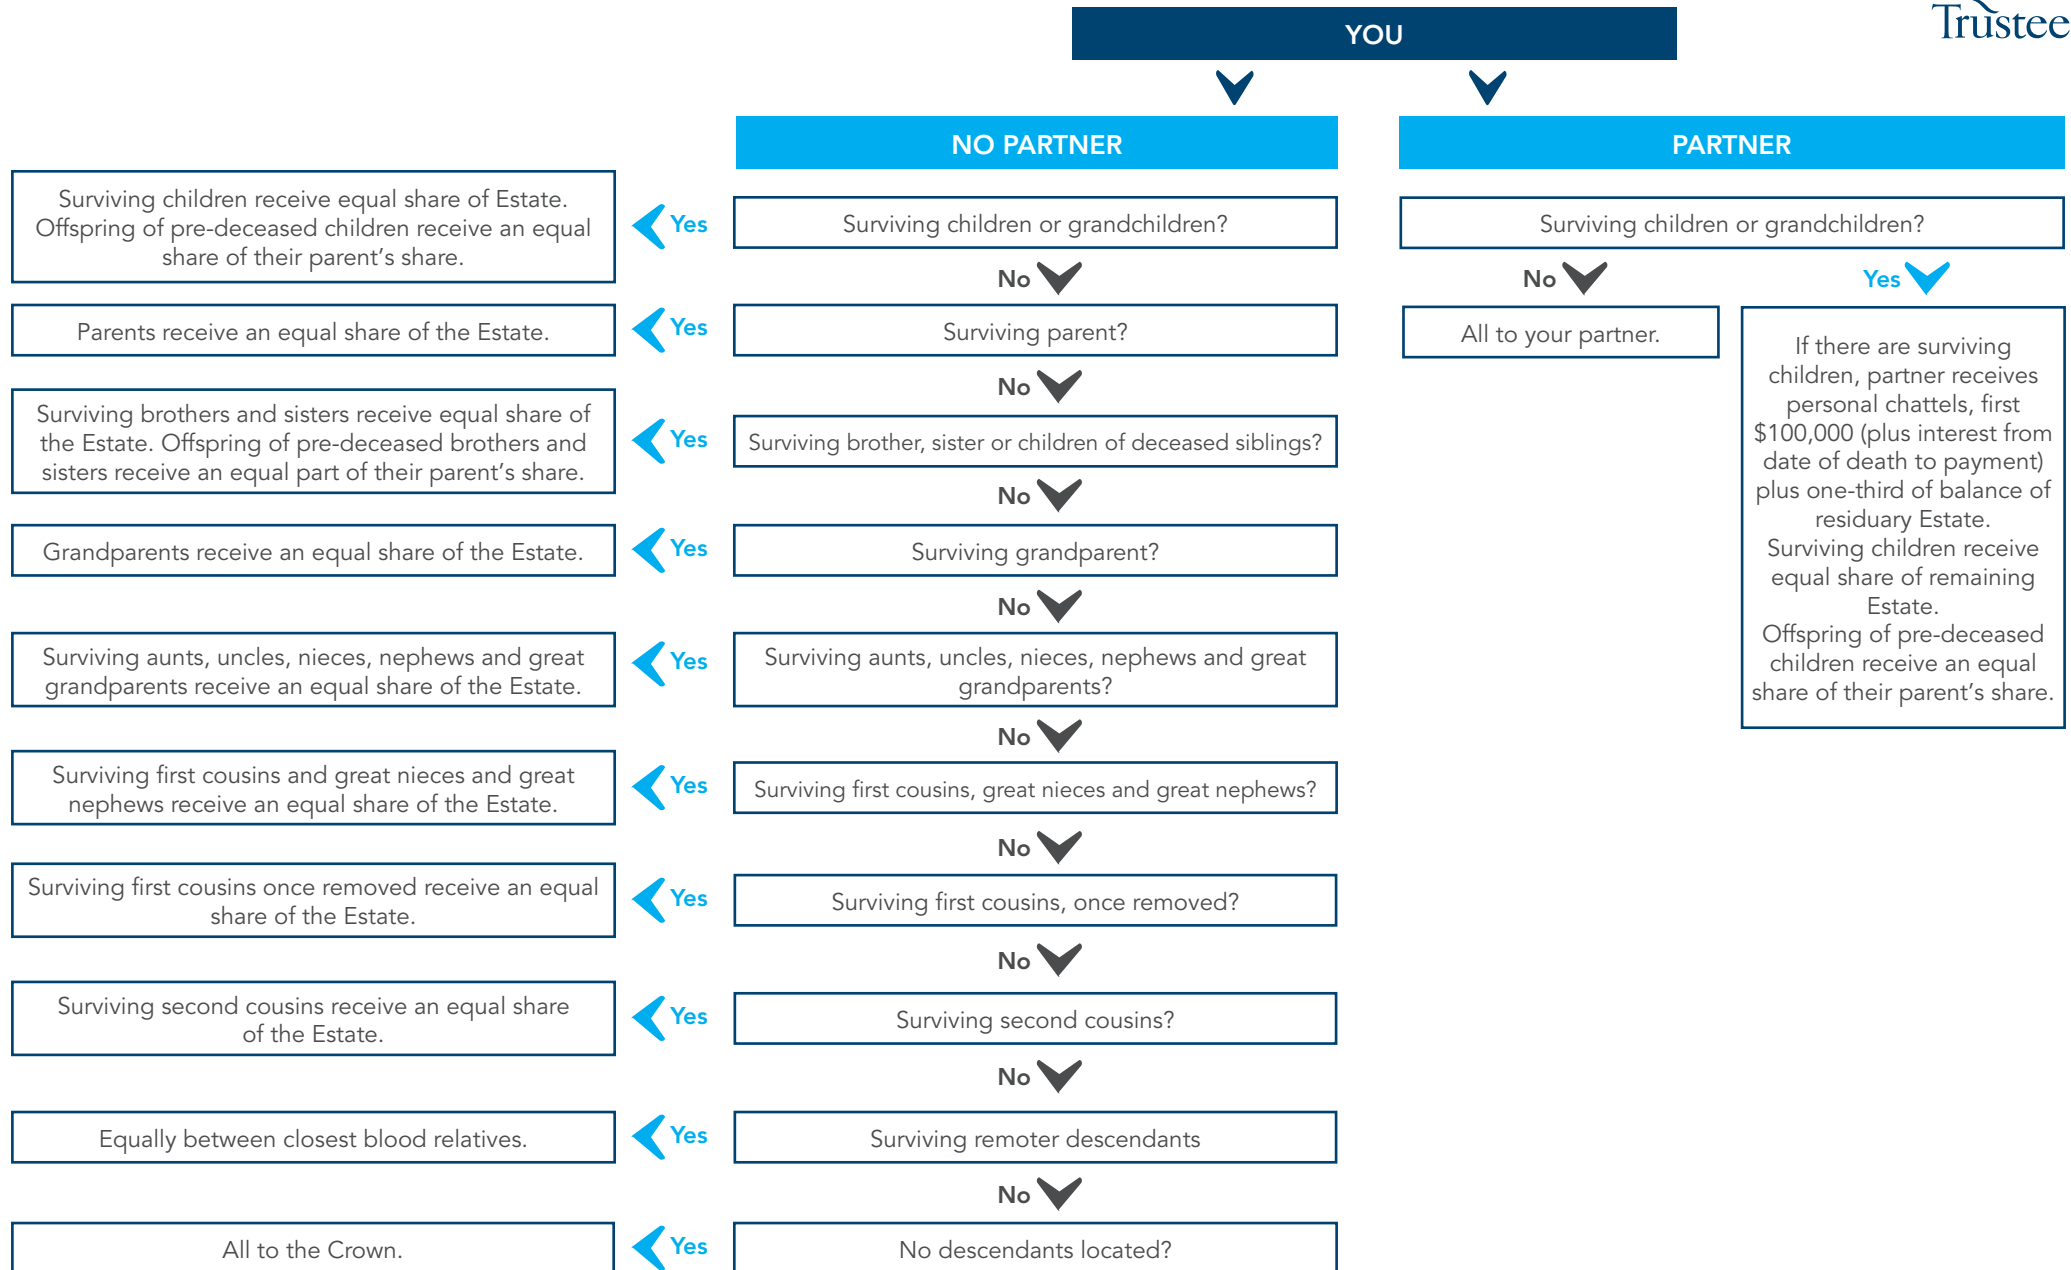 Trustee
YOU
NO PARTNER
PARTNER
Surviving children receive equal share of Estate.
Offspring of pre-deceased children receive an equal
share of their parent's share.
Yes
Surviving children or grandchildren?
No
Parents receive an equal share of the Estate.
Yes
Surviving parent?
No
Surviving brothers and sisters receive equal share of
the Estate. Offspring of pre-deceased brothers and
sisters receive an equal part of their parent's share.
Yes
Surviving brother, sister or children of deceased siblings?
No
Grandparents receive an equal share of the Estate.
Yes
Surviving grandparent?
No
Surviving aunts, uncles, nieces, nephews and great
grandparents receive an equal share of the Estate.
Yes
Surviving aunts, uncles, nieces, nephews and great
grandparents?
No
Surviving first cousins and great nieces and great
nephews receive an equal share of the Estate.
Yes
Surviving first cousins, great nieces and great nephews?
No
Surviving first cousins once removed receive an equal
share of the Estate.
Yes
Surviving first cousins, once removed?
No
Surviving second cousins receive an equal share
of the Estate.
Yes
Surviving second cousins?
No
Equally between closest blood relatives.
Yes
Surviving remoter descendants
No
All to the Crown.
Yes
No descendants located?
Surviving children or grandchildren?
No
All to your partner.
Yes
If there are surviving
children, partner receives
personal chattels, first
$100,000 (plus interest from
date of death to payment)
plus one-third of balance of
residuary Estate.
Surviving children receive
equal share of remaining
Estate.
Offspring of pre-deceased
children receive an equal
share of their parent's share.